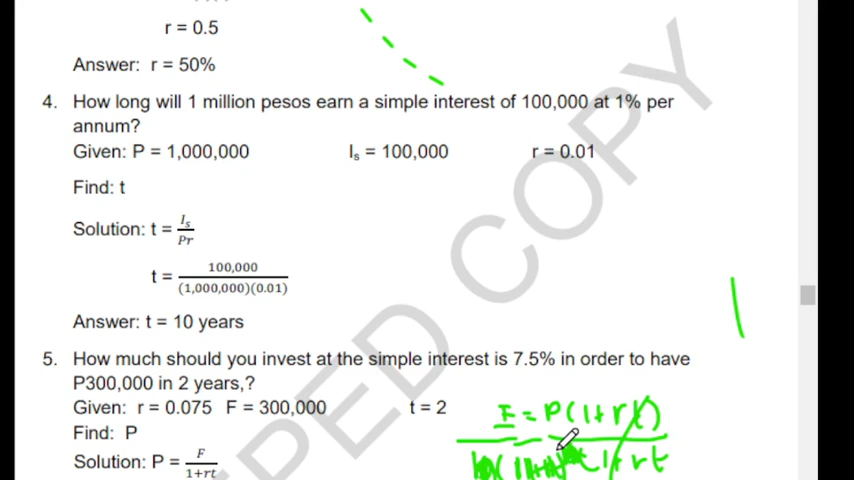 r = 0.5
Answer: r = 50%
4. How long will 1 million pesos earn a simple interest of 100,000 at 1% per
annum?
Given: P = 1,000,000 Iₛ = 100,000 r = 0.01
Find: t
Solution: t = Iₛ/Pr
t = 100,000/(1,000,000)(0.01)
Answer: t = 10 years
5. How much should you invest at the simple interest is 7.5% in order to have
P300,000 in 2 years,?
Given: r = 0.075 F = 300,000 t = 2
F = P(1+rt)
Find: P
1+rt
Solution: P = F/1+rt
COPY